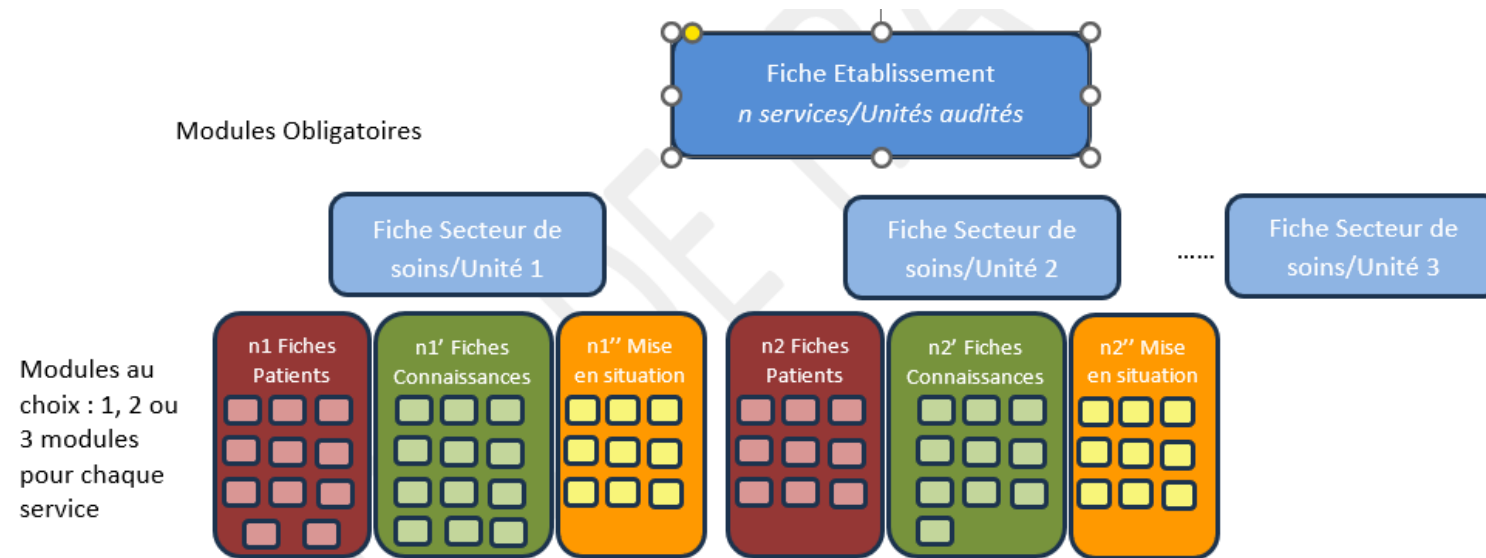 Fiche Etablissement
n services/Unités audités
Modules Obligatoires
Fiche Secteur de
soins/Unité 1
Fiche Secteur de
soins/Unité 2
......
Fiche Secteur de
soins/Unité 3
Modules au
choix : 1, 2 ou
3 modules
pour chaque
service
n1 Fiches
Patients
n1’ Fiches
Connaissances
n1’’ Mise
en situation
n2 Fiches
Patients
n2’ Fiches
Connaissances
n2’’ Mise
en situation